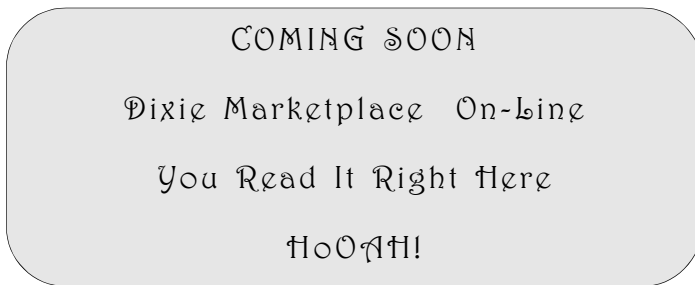 COMING SOON
Dixie Marketplace On-Line
You Read It Right Here
HoOAH!